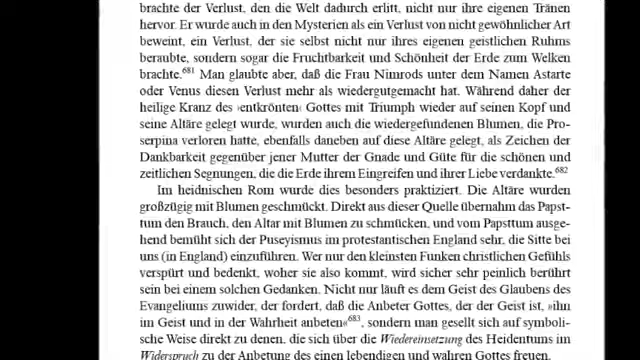 brachte der Verlust, den die Welt dadurch erlitt, nicht nur ihre eigenen Tränen
hervor. Er wurde auch in den Mysterien als ein Verlust von nicht gewöhnlicher Art
beweint, ein Verlust, der sie selbst nicht nur ihres eigenen geistlichen Ruhms
beraubte, sondern sogar die Fruchtbarkeit und Schönheit der Erde zum Welken
brachte.681 Man glaubte aber, daß die Frau Nimrods unter dem Namen Astarte
oder Venus diesen Verlust mehr als wiedergutgemacht hat. Während daher der
heilige Kranz des ›entkrönten‹ Gottes mit Triumph wieder auf seinen Kopf und
seine Altäre gelegt wurde, wurden auch die wiedergefundenen Blumen, die Pro-
serpina verloren hatte, ebenfalls daneben auf diese Altäre gelegt, als Zeichen der
Dankbarkeit gegenüber jener Mutter der Gnade und Güte für die schönen und
zeitlichen Segnungen, die die Erde ihrem Eingreifen und ihrer Liebe verdankte.682
Im heidnischen Rom wurde dies besonders praktiziert. Die Altäre wurden
großzügig mit Blumen geschmückt. Direkt aus dieser Quelle übernahm das Papst-
tum den Brauch, den Altar mit Blumen zu schmücken, und vom Papsttum ausge-
hend bemüht sich der Puseyismus im protestantischen England sehr, die Sitte bei
uns (in England) einzuführen. Wer nur den kleinsten Funken christlichen Gefühls
verspürt und bedenkt, woher sie also kommt, wird sicher sehr peinlich berührt
sein bei einem solchen Gedanken. Nicht nur läuft es dem Geist des Glaubens des
Evangeliums zuwider, der fordert, daß die Anbeter Gottes, der der Geist ist, »ihn
im Geist und in der Wahrheit anbeten«683, sondern man gesellt sich auf symboli-
sche Weise direkt zu denen, die sich über die Wiedereinsetzung des Heidentums im
Widerspruch zu der Anbetung des einen lebendigen und wahren Gottes freuen.